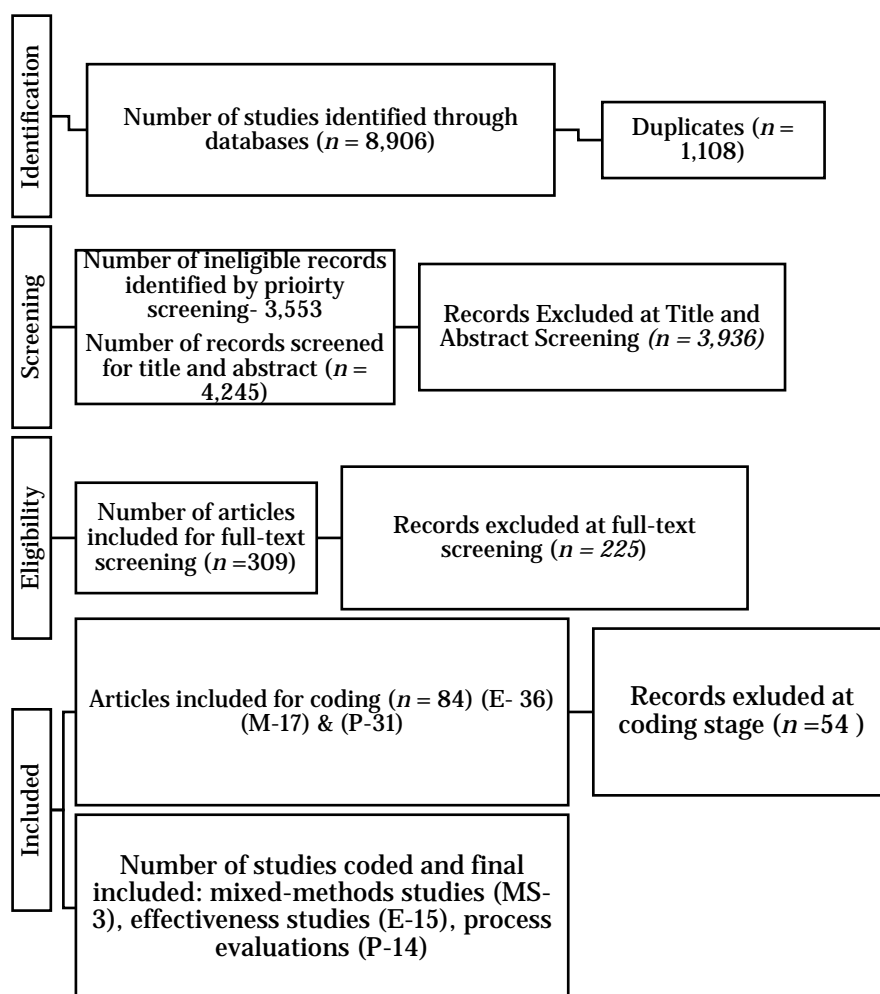 Identification
Number of studies identified through
databases (n = 8,906)
Duplicates (n =
1,108)
Screening
Number of ineligible records
identified by prioirty
screening- 3,553
Number of records screened
for title and abstract (n =
4,245)
Records Excluded at Title and
Abstract Screening (n = 3,936)
Eligibility
Number of articles
included for full-text
screening (n =309)
Records excluded at full-text
screening (n = 225)
Included
Articles included for coding (n = 84) (E- 36)
(M-17) & (P-31)
Records exluded at
coding stage (n =54 )
Number of studies coded and final
included: mixed-methods studies (MS-
3), effectiveness studies (E-15), process
evaluations (P-14)